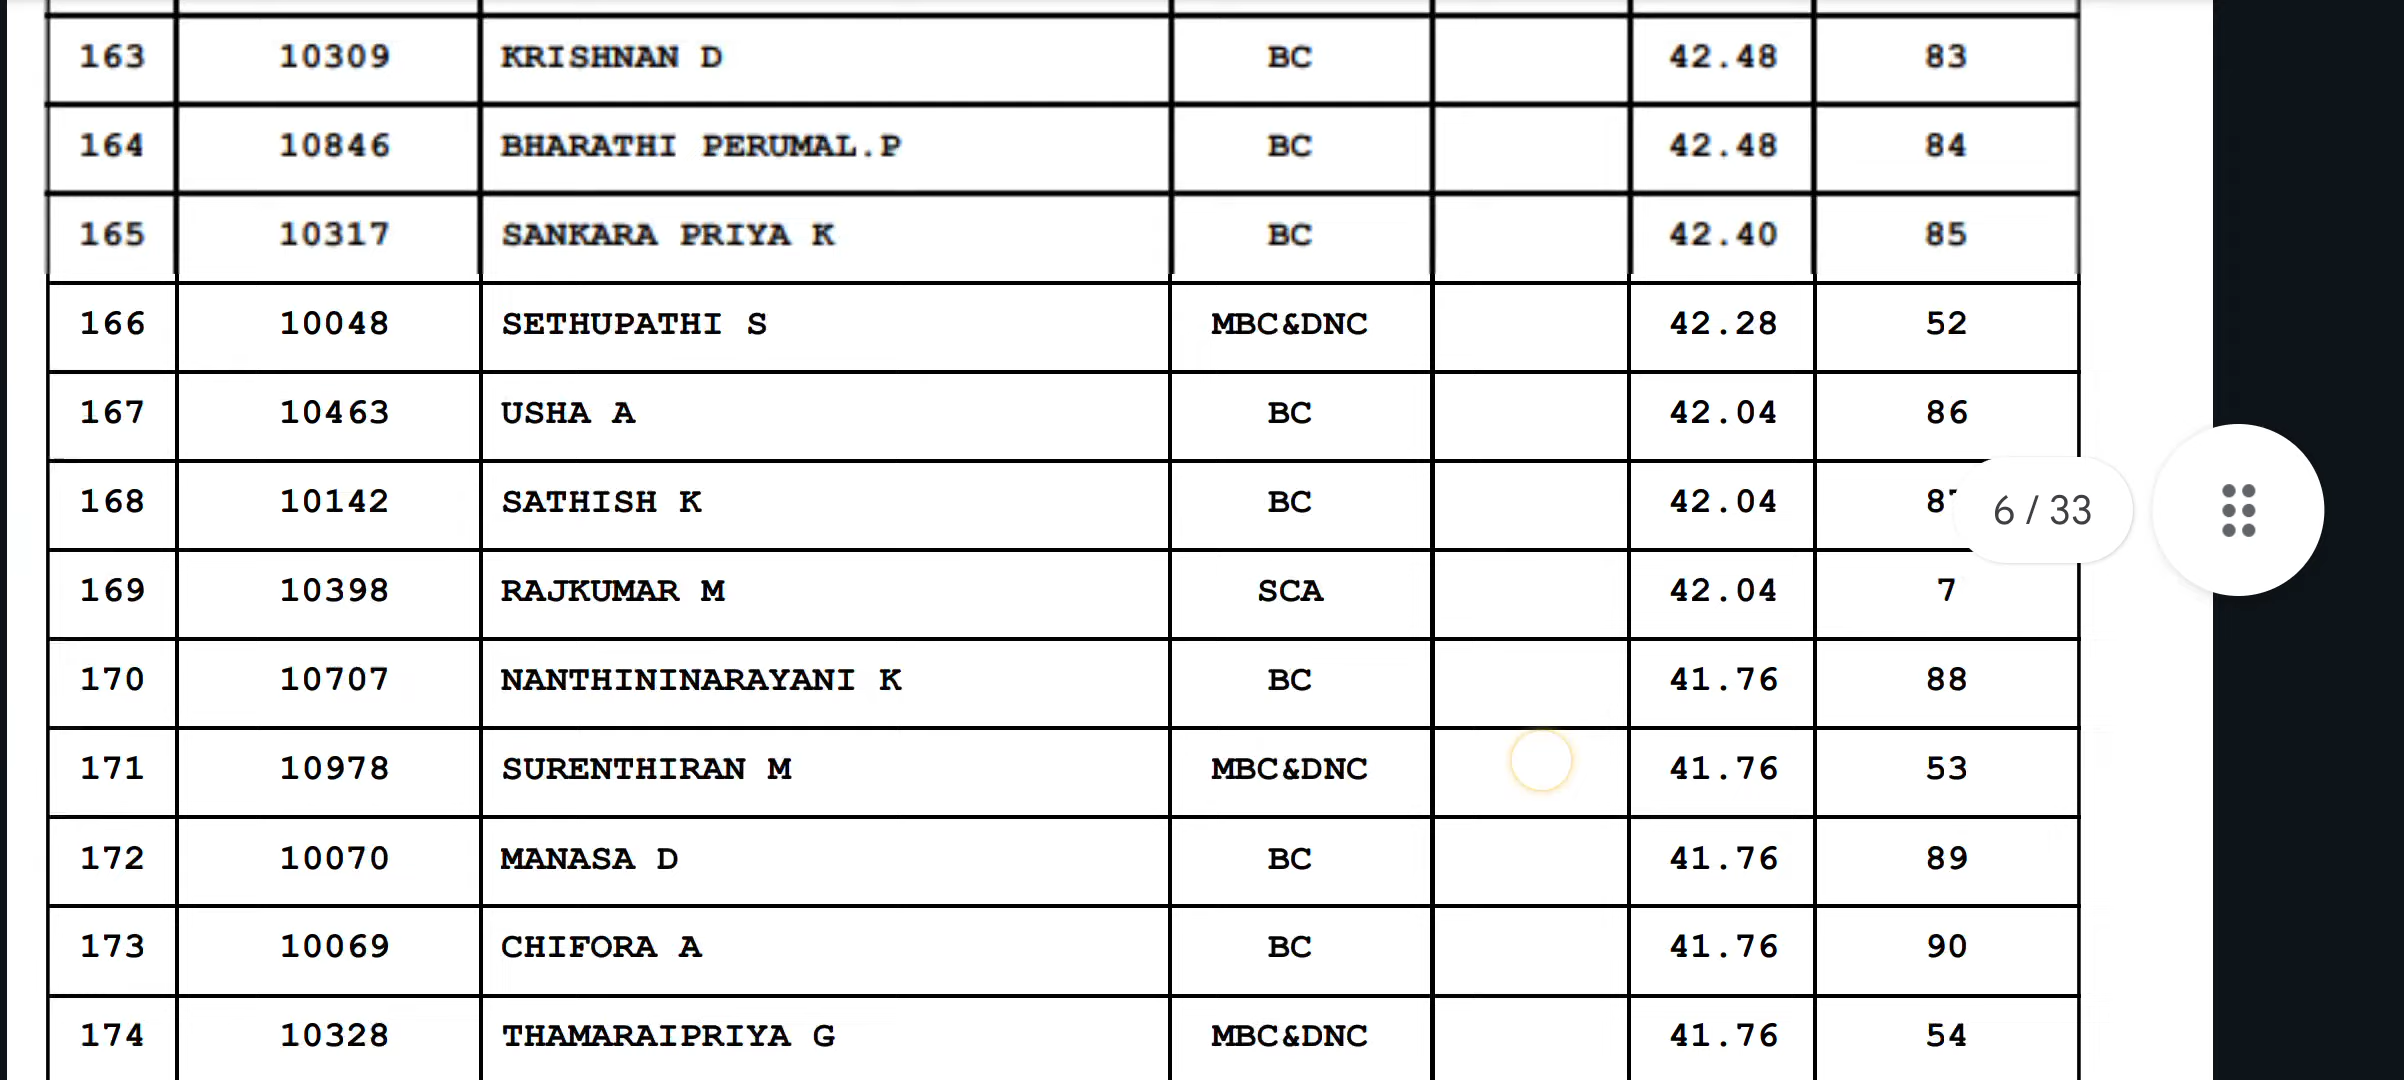 163 10309 KRISHNAN D BC 42.48 83
164 10846 BHARATHI PERUMAL.P BC 42.48 84
165 10317 SANKARA PRIYA K BC 42.40 85
166 10048 SETHUPATHI S MBC&DNC 42.28 52
167 10463 USHA A BC 42.04 86
168 10142 SATHISH K BC 42.04
6 / 33
169 10398 RAJKUMAR M SCA 42.04 7
170 10707 NANTHININARAYANI K BC 41.76 88
171 10978 SURENTHIRAN M MBC&DNC 41.76 53
172 10070 MANASA D BC 41.76 89
173 10069 CHIFORA A BC 41.76 90
174 10328 THAMARAIPRIYA G MBC&DNC 41.76 54